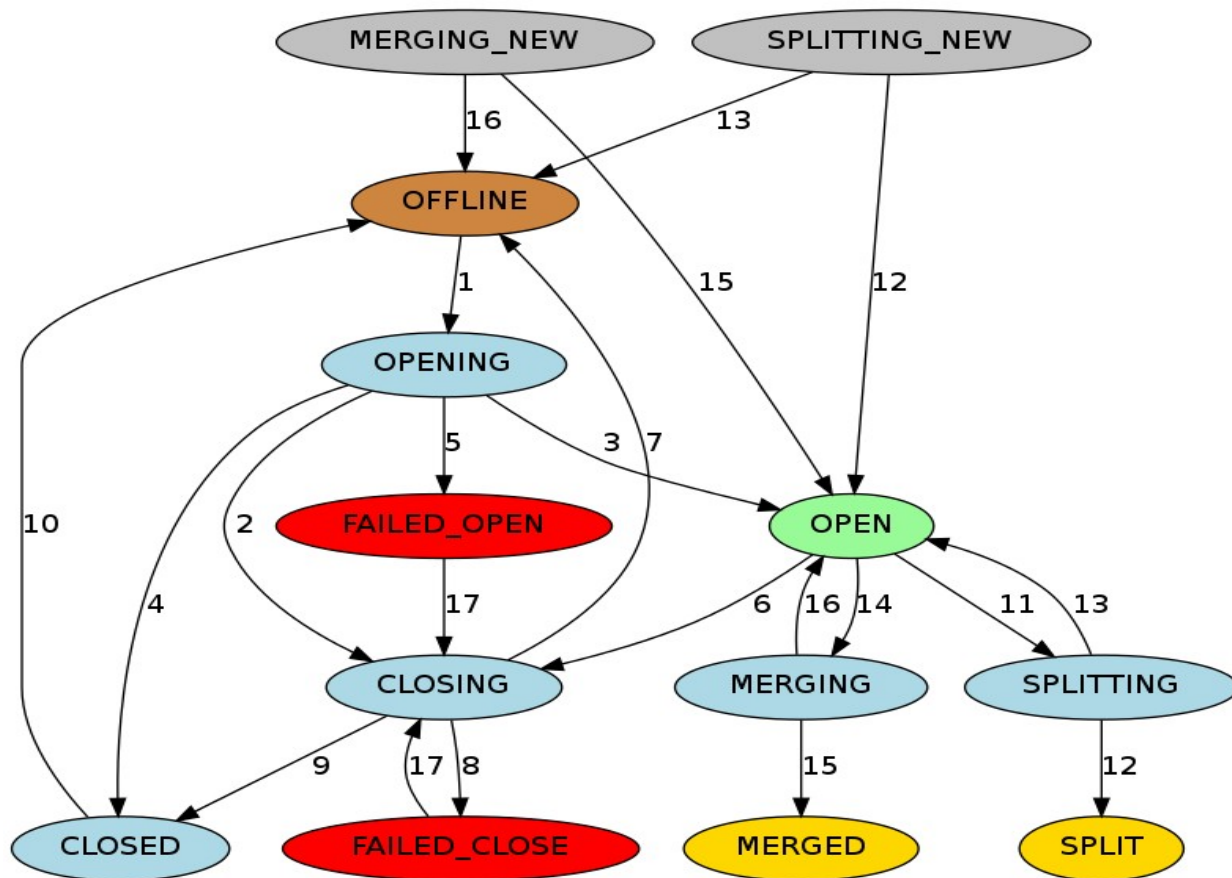 MERGING_NEW
SPLITTING_NEW
16
13
OFFLINE
1
15
12
OPENING
5
3
7
10
2
FAILED_OPEN
OPEN
4
17
6
16
14
11
13
CLOSING
MERGING
SPLITTING
9
17
8
15
12
CLOSED
FAILED_CLOSE
MERGED
SPLIT